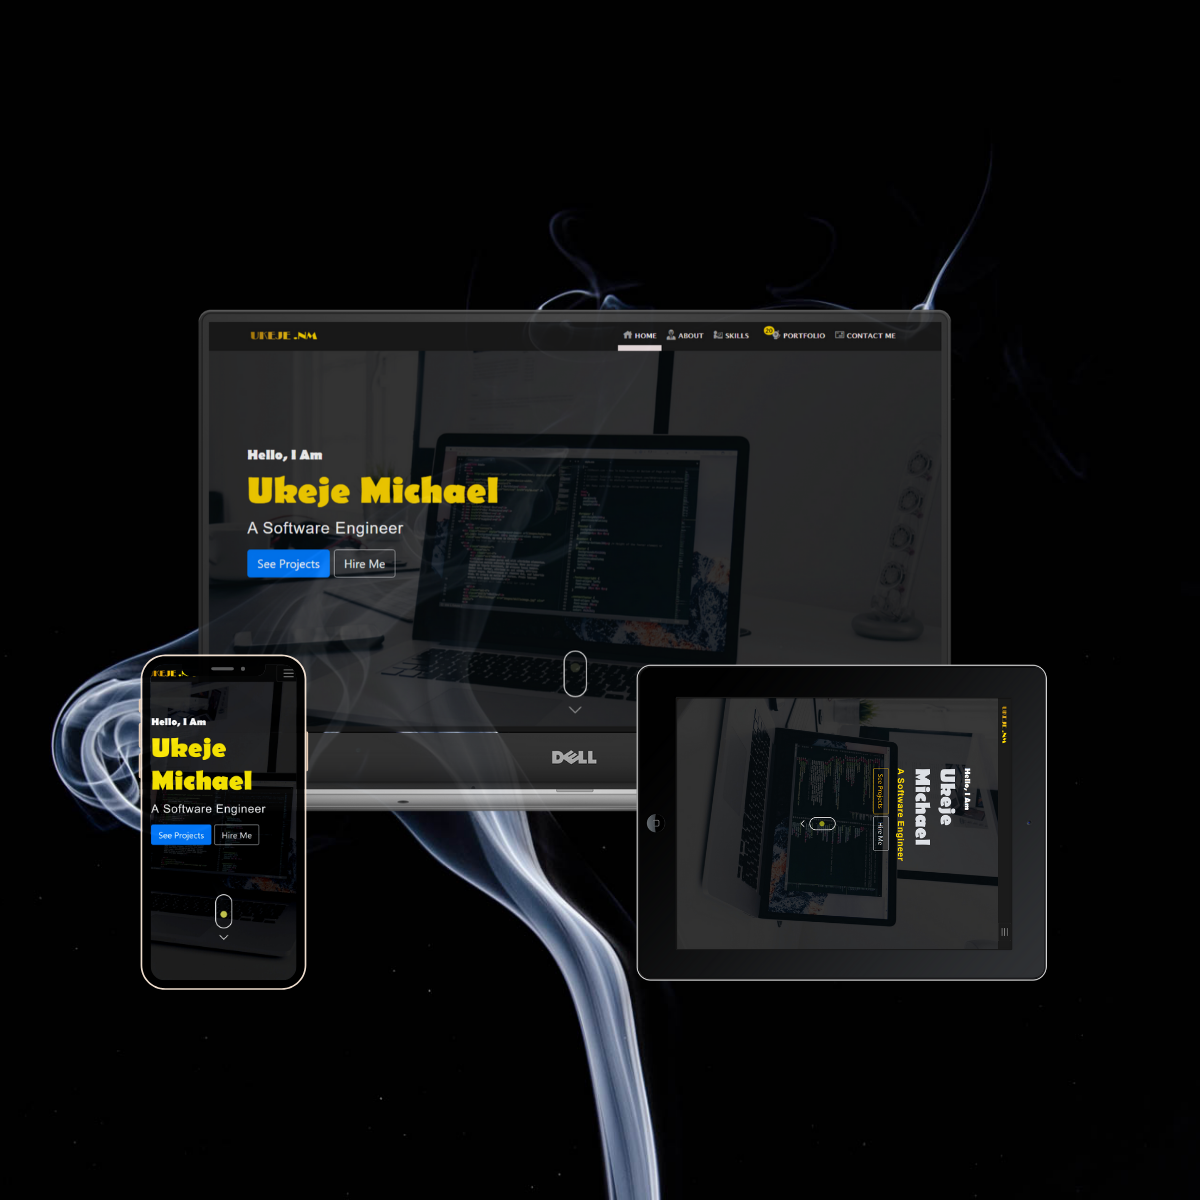 UKEJE .NM
HOME ABOUT SKILLS 20 PORTFOLIO CONTACT ME
Hello, I Am
Ukeje Michael
A Software Engineer
See Projects Hire Me
DELL
Hello, I Am
Ukeje
Michael
A Software Engineer
See Projects Hire Me
UKEJE .NM
Hello, I Am
Ukeje
Michael
A Software Engineer
See Projects Hire Me